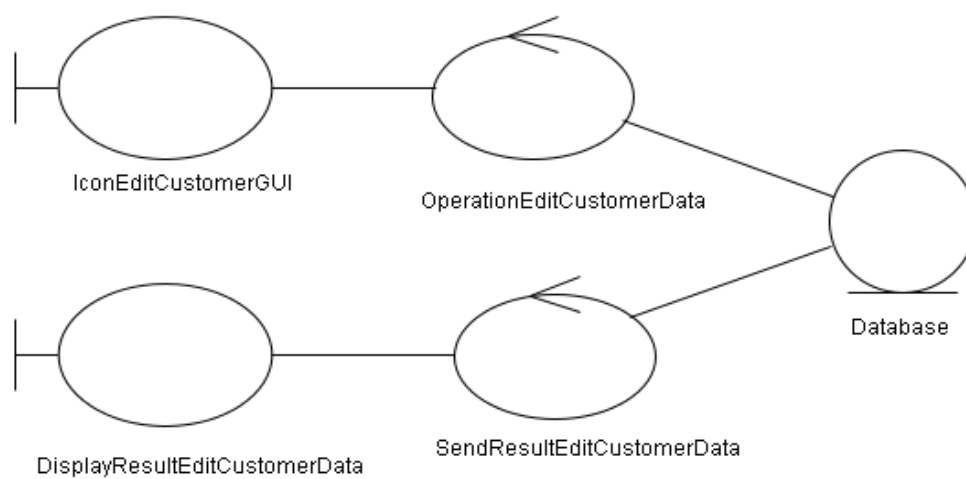 IconEditCustomerGUI
OperationEditCustomerData
Database
DisplayResultEditCustomerData
SendResultEditCustomerData